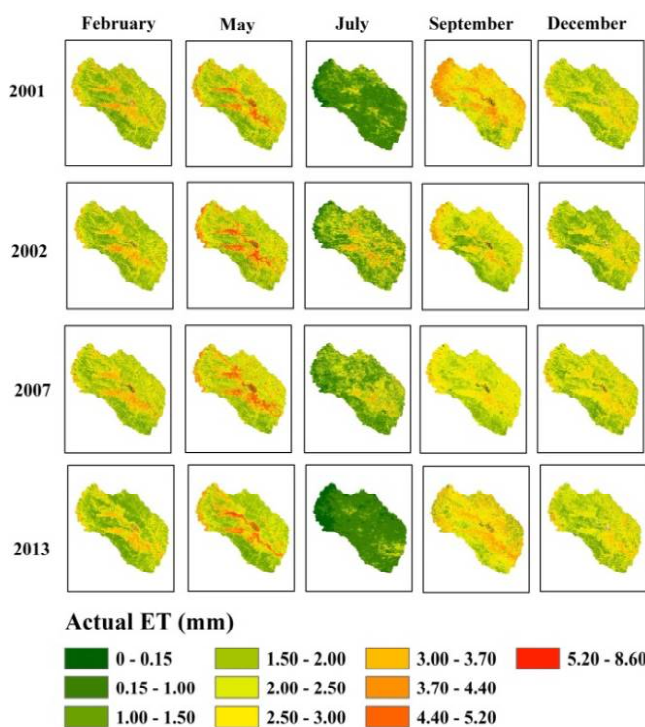 February May July September December
2001
2002
2007
2013
Actual ET (mm)
0 - 0.15 1.50 - 2.00 3.00 - 3.70 5.20 - 8.60
0.15 - 1.00 2.00 - 2.50 3.70 - 4.40
1.00 - 1.50 2.50 - 3.00 4.40 - 5.20